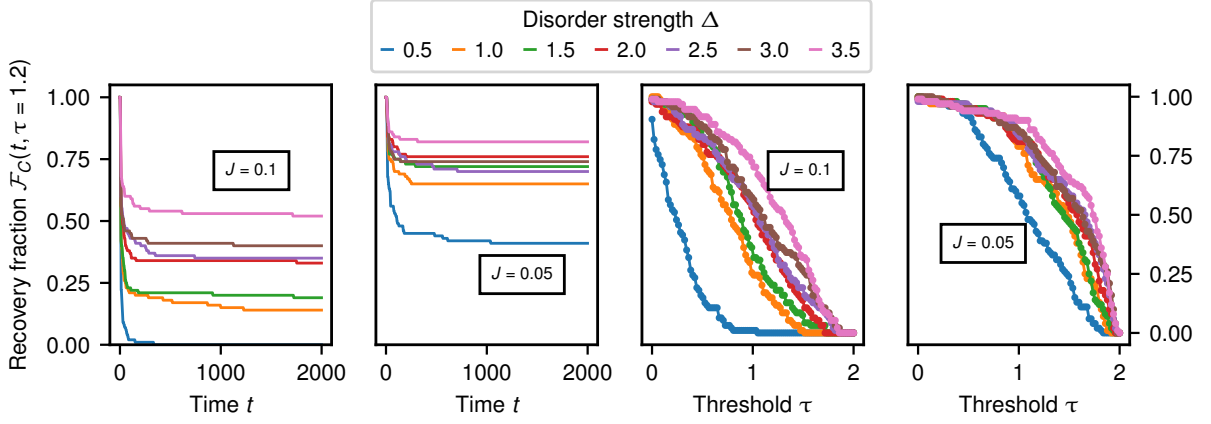 Disorder strength Δ
0.5 1.0 1.5 2.0 2.5 3.0 3.5
Recovery fraction F_C(t, τ = 1.2)
1.00
0.75
0.50
0.25
0.00
J = 0.1
0 1000 2000
Time t
J = 0.05
0 1000 2000
Time t
J = 0.1
0 1 2
Threshold τ
J = 0.05
0 1 2
Threshold τ
1.00
0.75
0.50
0.25
0.00